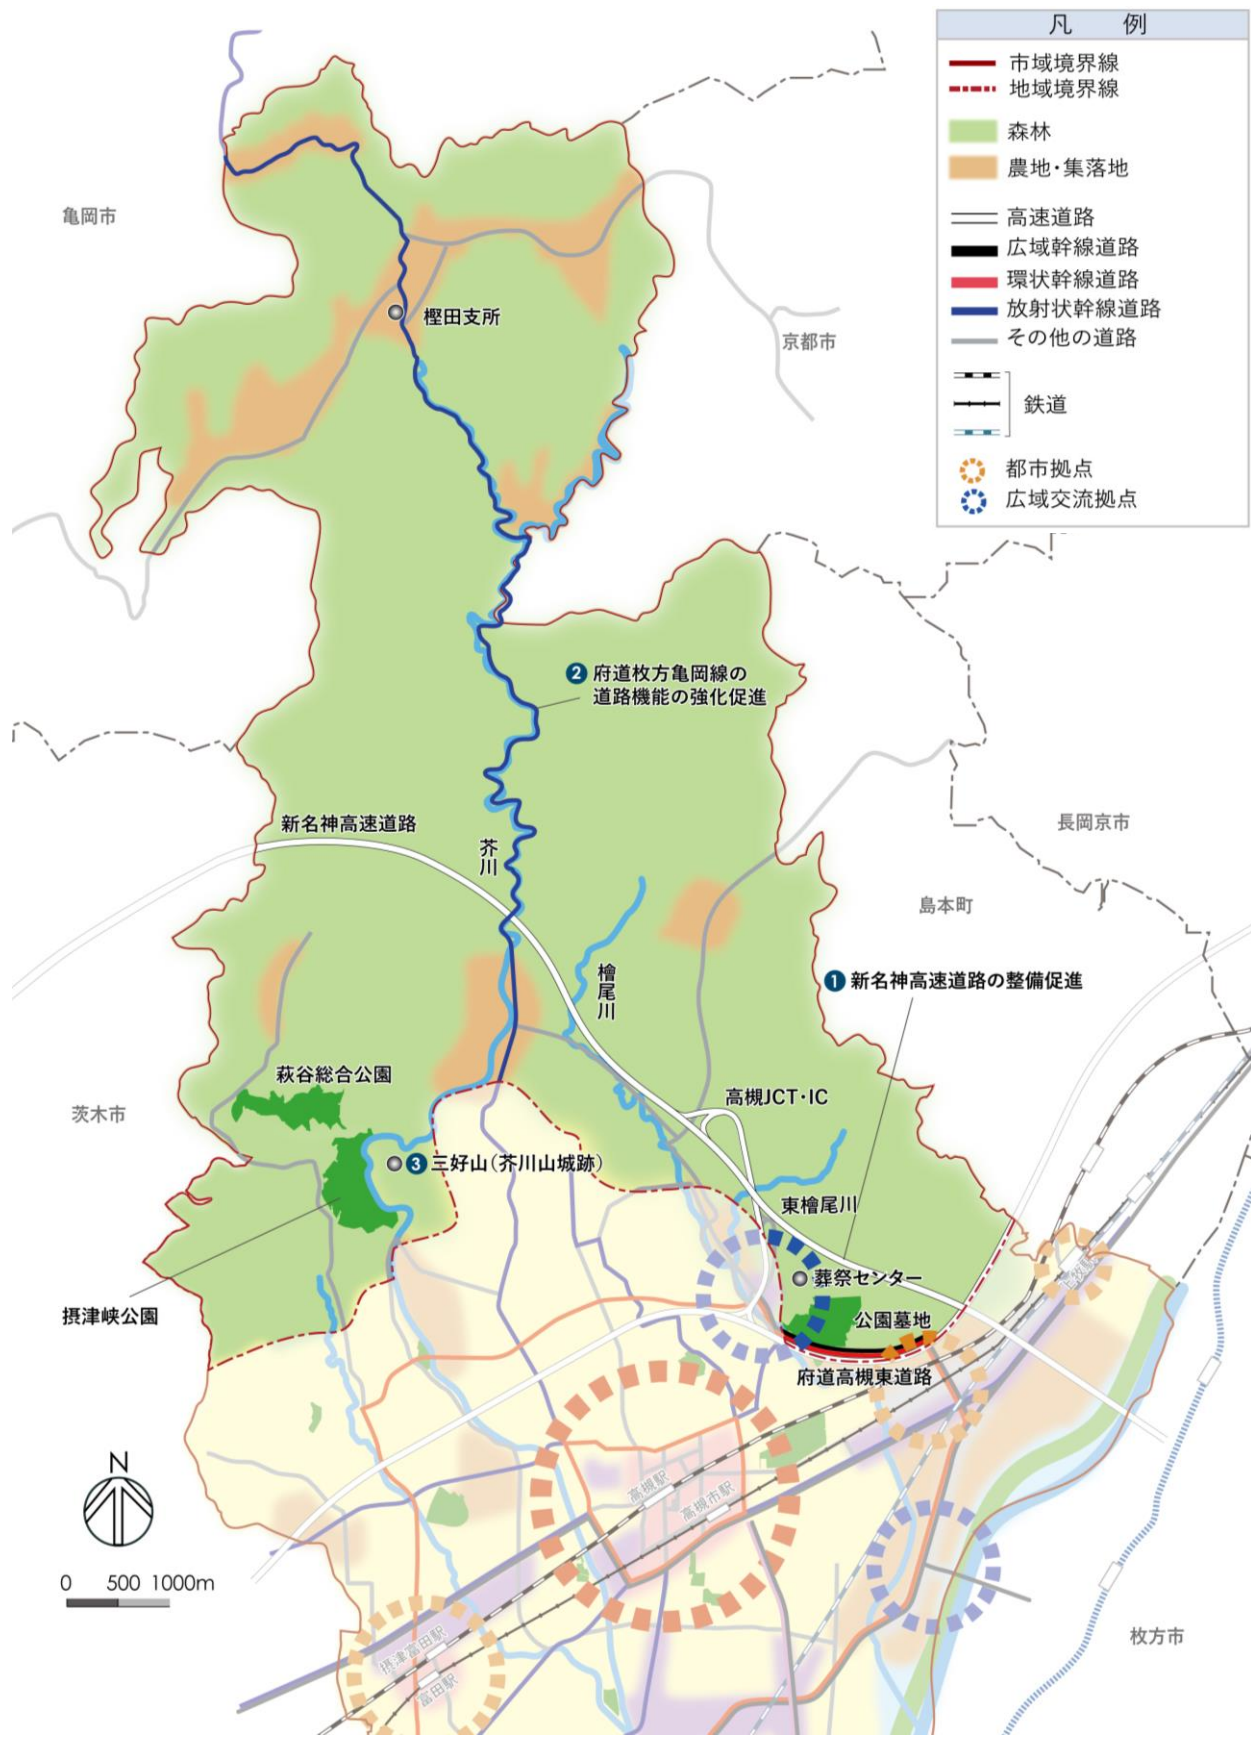 凡 例
市域境界線
地域境界線
森林
農地・集落地
高速道路
広域幹線道路
環状幹線道路
放射状幹線道路
その他の道路
鉄道
都市拠点
広域交流拠点
亀岡市
樫田支所
京都市
2 府道枚方亀岡線の
道路機能の強化促進
新名神高速道路
芥川
長岡京市
島本町
檜尾川
1 新名神高速道路の整備促進
萩谷総合公園
高槻JCT・IC
茨木市
3 三好山(芥川山城跡)
東檜尾川
葬祭センター
摂津峡公園
公園墓地
府道高槻東道路
高槻駅
高槻市駅
N
0 500 1000m
摂津富田駅
富田駅
枚方市